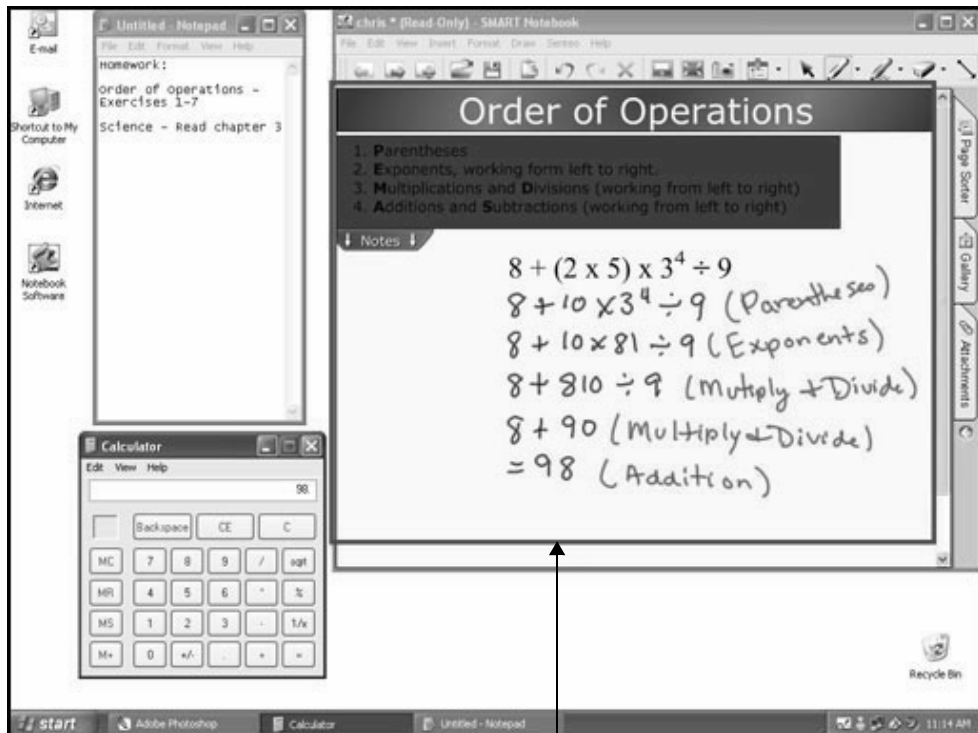 E-mail
Shortcut to My
Computer
Internet
Notebook
Software
Untitled - Notepad
File Edit Format View Help
Homework:
order of operations -
Exercises 1-7
Science - Read chapter 3
chris * (Read-Only) - SMART Notebook
File Edit View Insert Format Draw Senteo Help
Order of Operations
1. Parentheses
2. Exponents, working form left to right.
3. Multiplications and Divisions (working from left to right)
4. Additions and Subtractions (working from left to right)
Notes
8 + (2 x 5) x 3⁴ ÷ 9
8 + 10 x 3⁴ ÷ 9 (Parentheses)
8 + 10 x 81 ÷ 9 (Exponents)
8 + 810 ÷ 9 (Mutiply + Divide)
8 + 90 (Multiply + Divide)
= 98 (Addition)
Page Sorter
Gallery
Attachments
Calculator
Edit View Help
98.
Backspace CE C
MC 7 8 9 / sqrt
MR 4 5 6 * %
MS 1 2 3 - 1/x
M+ 0 +/- . + =
Recycle Bin
start Adobe Photoshop Calculator Untitled - Notepad 11:14 AM